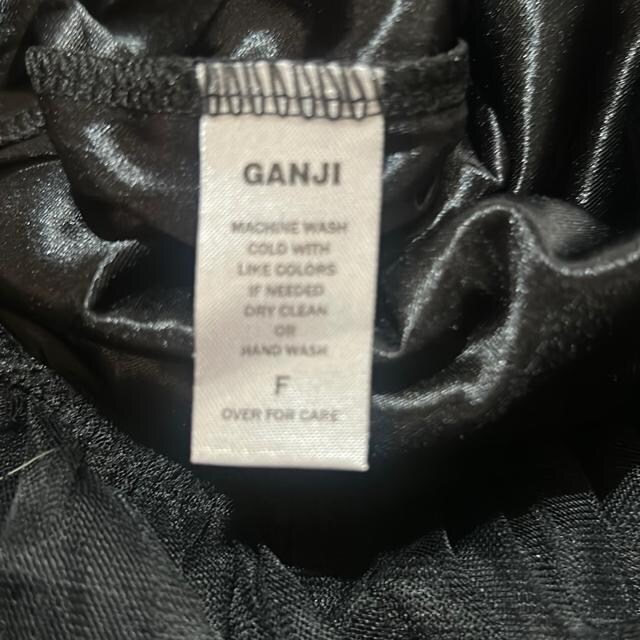 GANJI
MACHINE WASH
COLD WITH
LIKE COLORS
IF NEEDED
DRY CLEAN
OR
HAND WASH
F
OVER FOR CARE